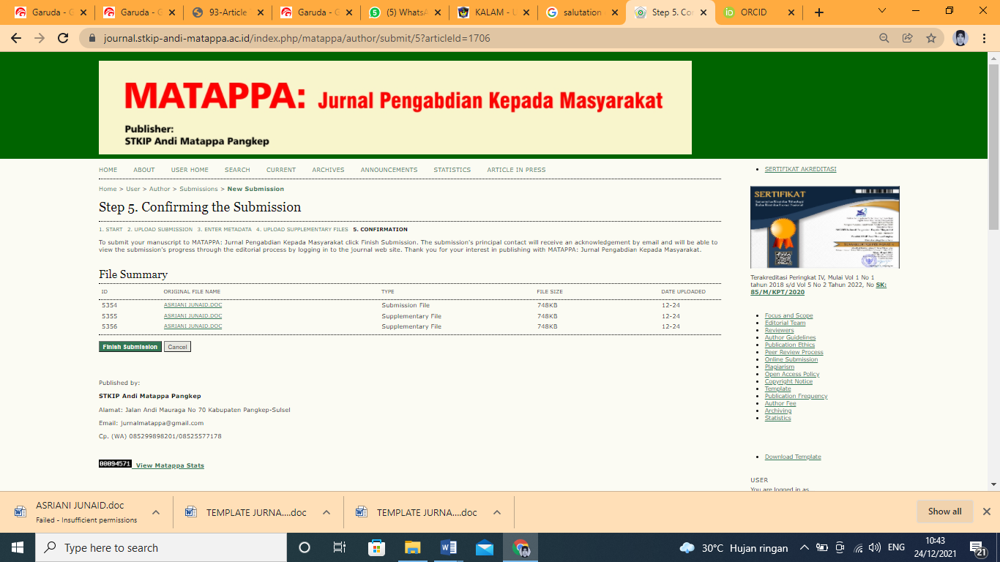 Garuda - G
Garuda - G
93-Article
Garuda - G
(5) WhatsA
KALAM - U
salutation
Step 5. Con
ORCID
journal.stkip-andi-matappa.ac.id/index.php/matappa/author/submit/5?articleId=1706
MATAPPA: Jurnal Pengabdian Kepada Masyarakat
Publisher:
STKIP Andi Matappa Pangkep
HOME ABOUT USER HOME SEARCH CURRENT ARCHIVES ANNOUNCEMENTS STATISTICS ARTICLE IN PRESS
Home > User > Author > Submissions > New Submission
Step 5. Confirming the Submission
1. START 2. UPLOAD SUBMISSION 3. ENTER METADATA 4. UPLOAD SUPPLEMENTARY FILES 5. CONFIRMATION
To submit your manuscript to MATAPPA: Jurnal Pengabdian Kepada Masyarakat click Finish Submission. The submission's principal contact will receive an acknowledgement by email and will be able to
view the submission's progress through the editorial process by logging in to the journal web site. Thank you for your interest in publishing with MATAPPA: Jurnal Pengabdian Kepada Masyarakat.
File Summary
ID ORIGINAL FILE NAME TYPE FILE SIZE DATE UPLOADED
5354 ASRIANI JUNAID.DOC Submission File 748KB 12-24
5355 ASRIANI JUNAID.DOC Supplementary File 748KB 12-24
5356 ASRIANI JUNAID.DOC Supplementary File 748KB 12-24
Finish Submission Cancel
Published by:
STKIP Andi Matappa Pangkep
Alamat: Jalan Andi Mauraga No 70 Kabupaten Pangkep-Sulsel
Email: jurnalmatappa@gmail.com
Cp. (WA) 085299898201/08525577178
00094571 View Matappa Stats
SERTIFIKAT AKREDITASI
SERTIFIKAT
Terakreditasi Peringkat IV, Mulai Vol 1 No 1
tahun 2018 s/d Vol 5 No 2 Tahun 2022, No SK:
85/M/KPT/2020
Focus and Scope
Editorial Team
Reviewers
Author Guidelines
Publication Ethics
Peer Review Process
Online Submission
Plagiarism
Open Access Policy
Copyright Notice
Template
Publication Frequency
Author Fee
Archiving
Statistics
Download Template
USER
You are logged in as
ASRIANI JUNAID.doc
Failed - Insufficient permissions
TEMPLATE JURNA....doc
TEMPLATE JURNA....doc
Show all
Type here to search
30°C Hujan ringan
ENG
10:43
24/12/2021
21